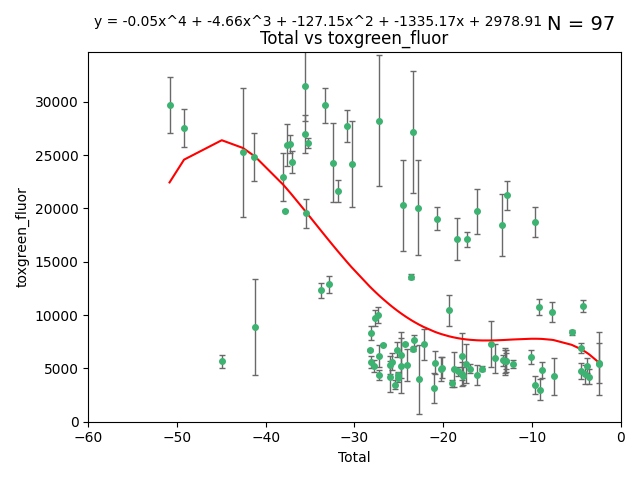 y = -0.05x^4 + -4.66x^3 + -127.15x^2 + -1335.17x + 2978.91 N = 97
Total vs toxgreen_fluor
30000
25000
20000
15000
10000
5000
0
toxgreen_fluor
−60 −50 −40 −30 −20 −10 0
Total